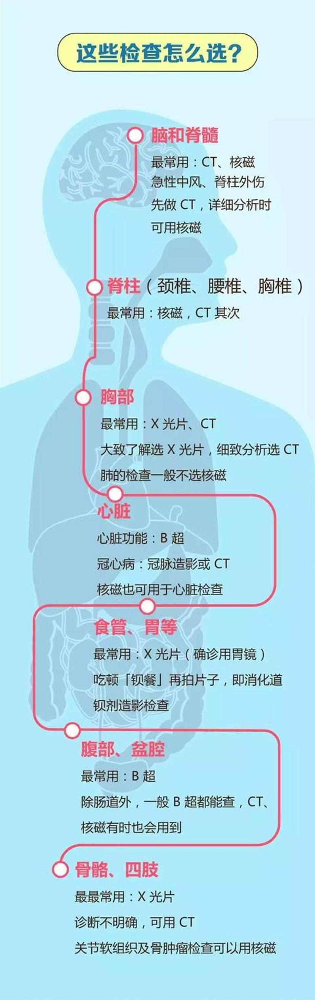 这些检查怎么选?
脑和脊髓
最常用：CT、核磁
急性中风、脊柱外伤
先做 CT，详细分析时
可用核磁
脊柱（颈椎、腰椎、胸椎）
最常用：核磁，CT 其次
胸部
最常用：X 光片、CT
大致了解选 X 光片，细致分析选 CT
肺的检查一般不选核磁
心脏
心脏功能：B 超
冠心病：冠脉造影或 CT
核磁也可用于心脏检查
食管、胃等
最常用：X 光片（确诊用胃镜）
吃顿「钡餐」再拍片子，即消化道
钡剂造影检查
腹部、盆腔
最常用：B 超
除肠道外，一般 B 超都能查，CT、
核磁有时也会用到
骨骼、四肢
最最常用：X 光片
诊断不明确，可用 CT
关节软组织及骨肿瘤检查可以用核磁